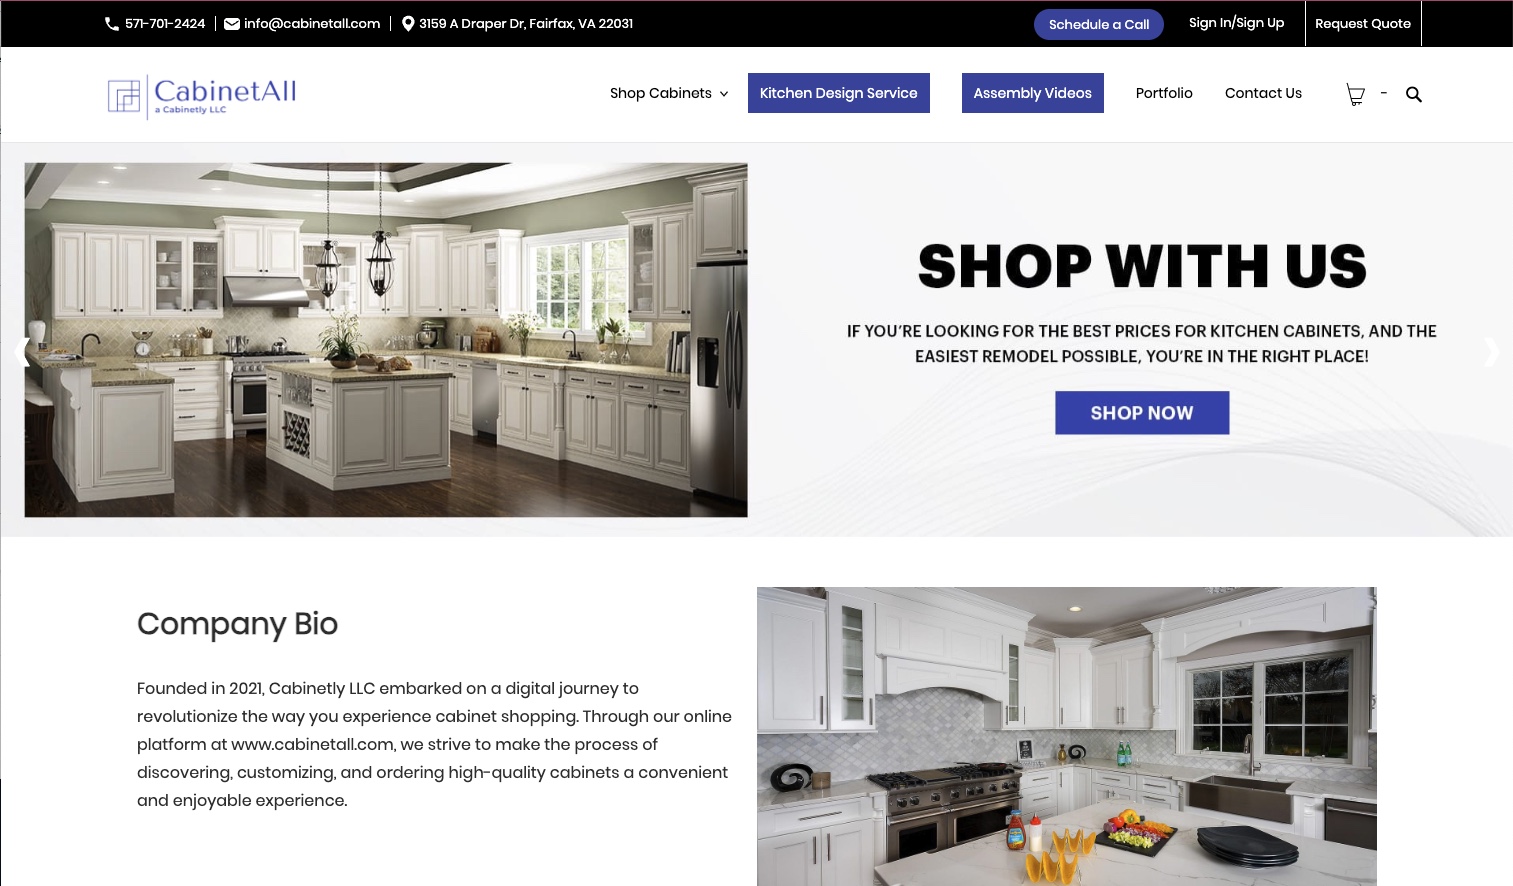 571-701-2424
info@cabinetall.com
3159 A Draper Dr, Fairfax, VA 22031
Schedule a Call
Sign In/Sign Up
Request Quote
CabinetAll
a Cabinetly LLC
Shop Cabinets
Kitchen Design Service
Assembly Videos
Portfolio
Contact Us
-
SHOP WITH US
IF YOU'RE LOOKING FOR THE BEST PRICES FOR KITCHEN CABINETS, AND THE
EASIEST REMODEL POSSIBLE, YOU'RE IN THE RIGHT PLACE!
SHOP NOW
Company Bio
Founded in 2021, Cabinetly LLC embarked on a digital journey to
revolutionize the way you experience cabinet shopping. Through our online
platform at www.cabinetall.com, we strive to make the process of
discovering, customizing, and ordering high-quality cabinets a convenient
and enjoyable experience.